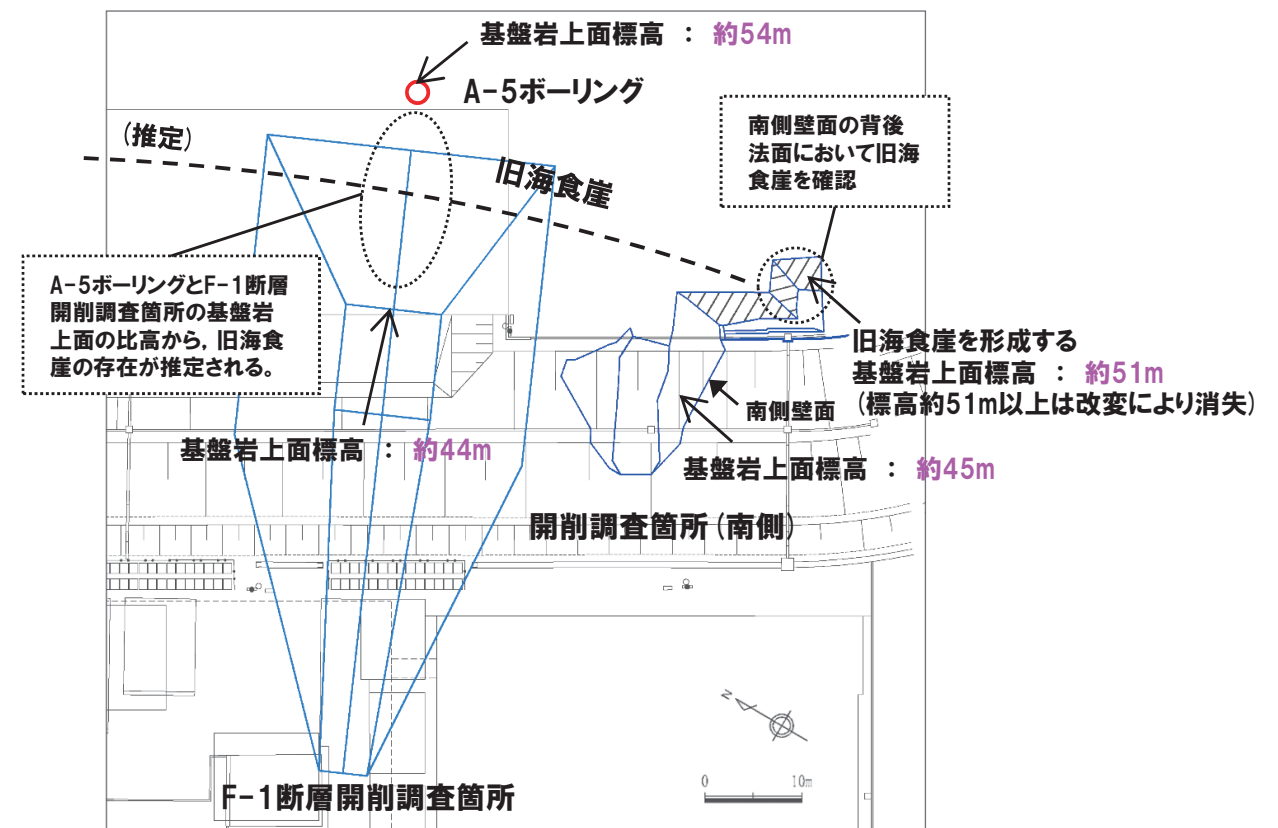 基盤岩上面標高 ： 約54m
A-5ボーリング
(推定)
旧海食崖
南側壁面の背後
法面において旧海
食崖を確認
A-5ボーリングとF-1断層
開削調査箇所の基盤岩
上面の比高から，旧海食
崖の存在が推定される。
旧海食崖を形成する
基盤岩上面標高 ： 約51m
(標高約51m以上は改変により消失)
南側壁面
基盤岩上面標高 ： 約44m
基盤岩上面標高 ： 約45m
開削調査箇所(南側)
N
0 10m
F-1断層開削調査箇所